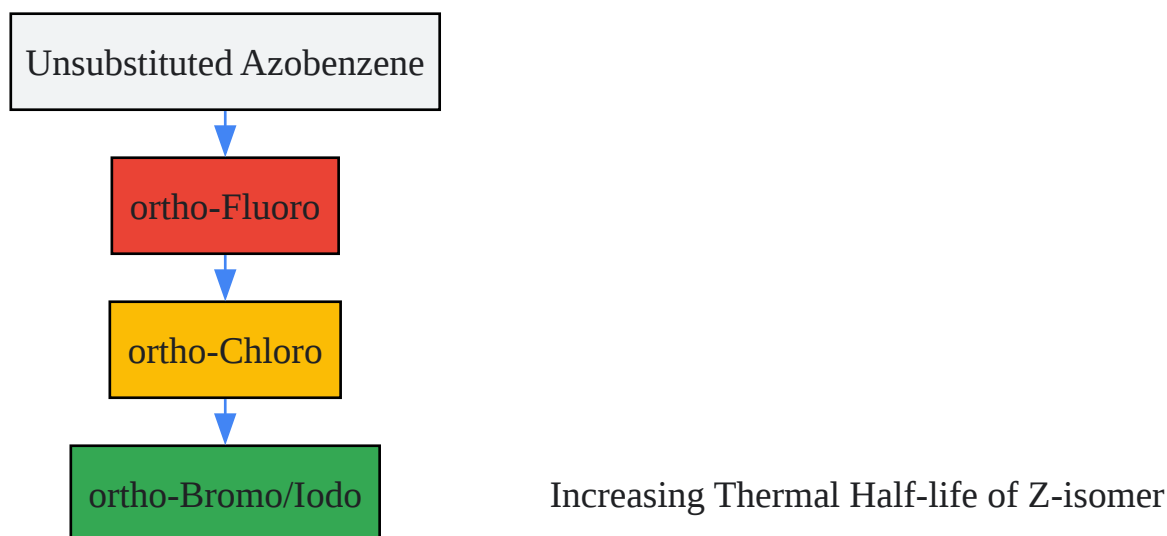 Unsubstituted Azobenzene
ortho-Fluoro
ortho-Chloro
ortho-Bromo/Iodo
Increasing Thermal Half-life of Z-isomer